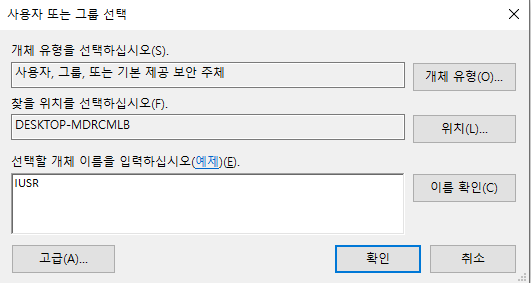 사용자 또는 그룹 선택
개체 유형을 선택하십시오(S).
사용자, 그룹, 또는 기본 제공 보안 주체
개체 유형(O)...
찾을 위치를 선택하십시오(F).
DESKTOP-MDRCMLB
위치(L)...
선택할 개체 이름을 입력하십시오(예제)(E).
IUSR
이름 확인(C)
고급(A)...
확인
취소